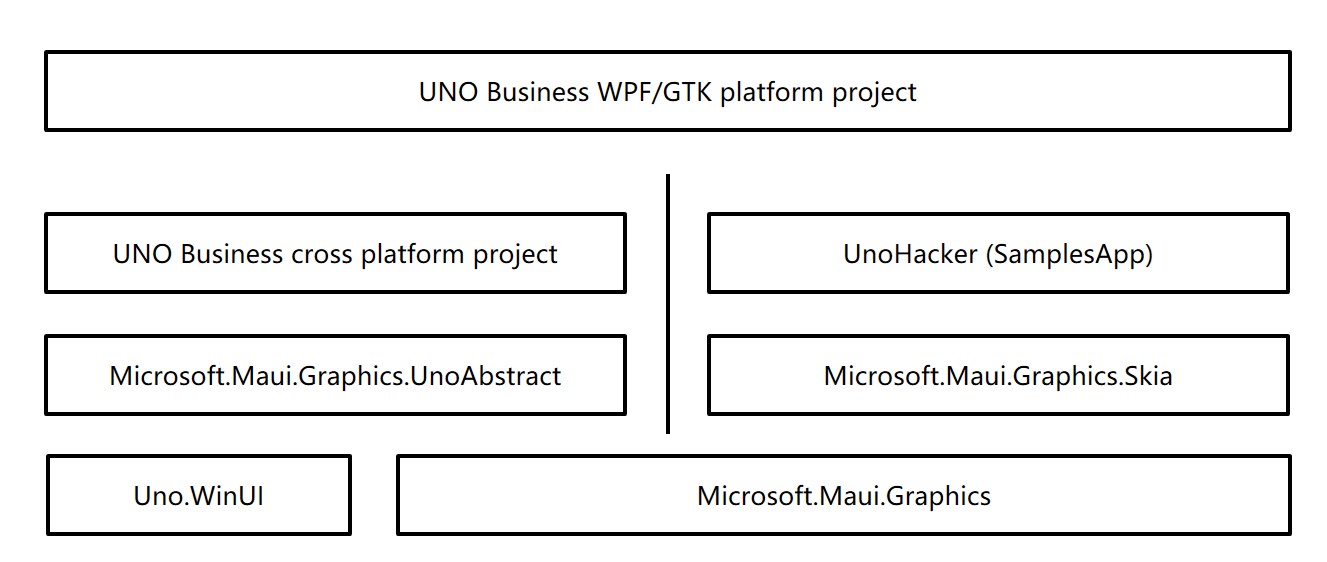 UNO Business WPF/GTK platform project
UNO Business cross platform project
UnoHacker (SamplesApp)
Microsoft.Maui.Graphics.UnoAbstract
Microsoft.Maui.Graphics.Skia
Uno.WinUI
Microsoft.Maui.Graphics